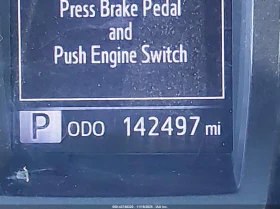 Press Brake Pedal
and
Push Engine Switch
P ODO 142497 mi